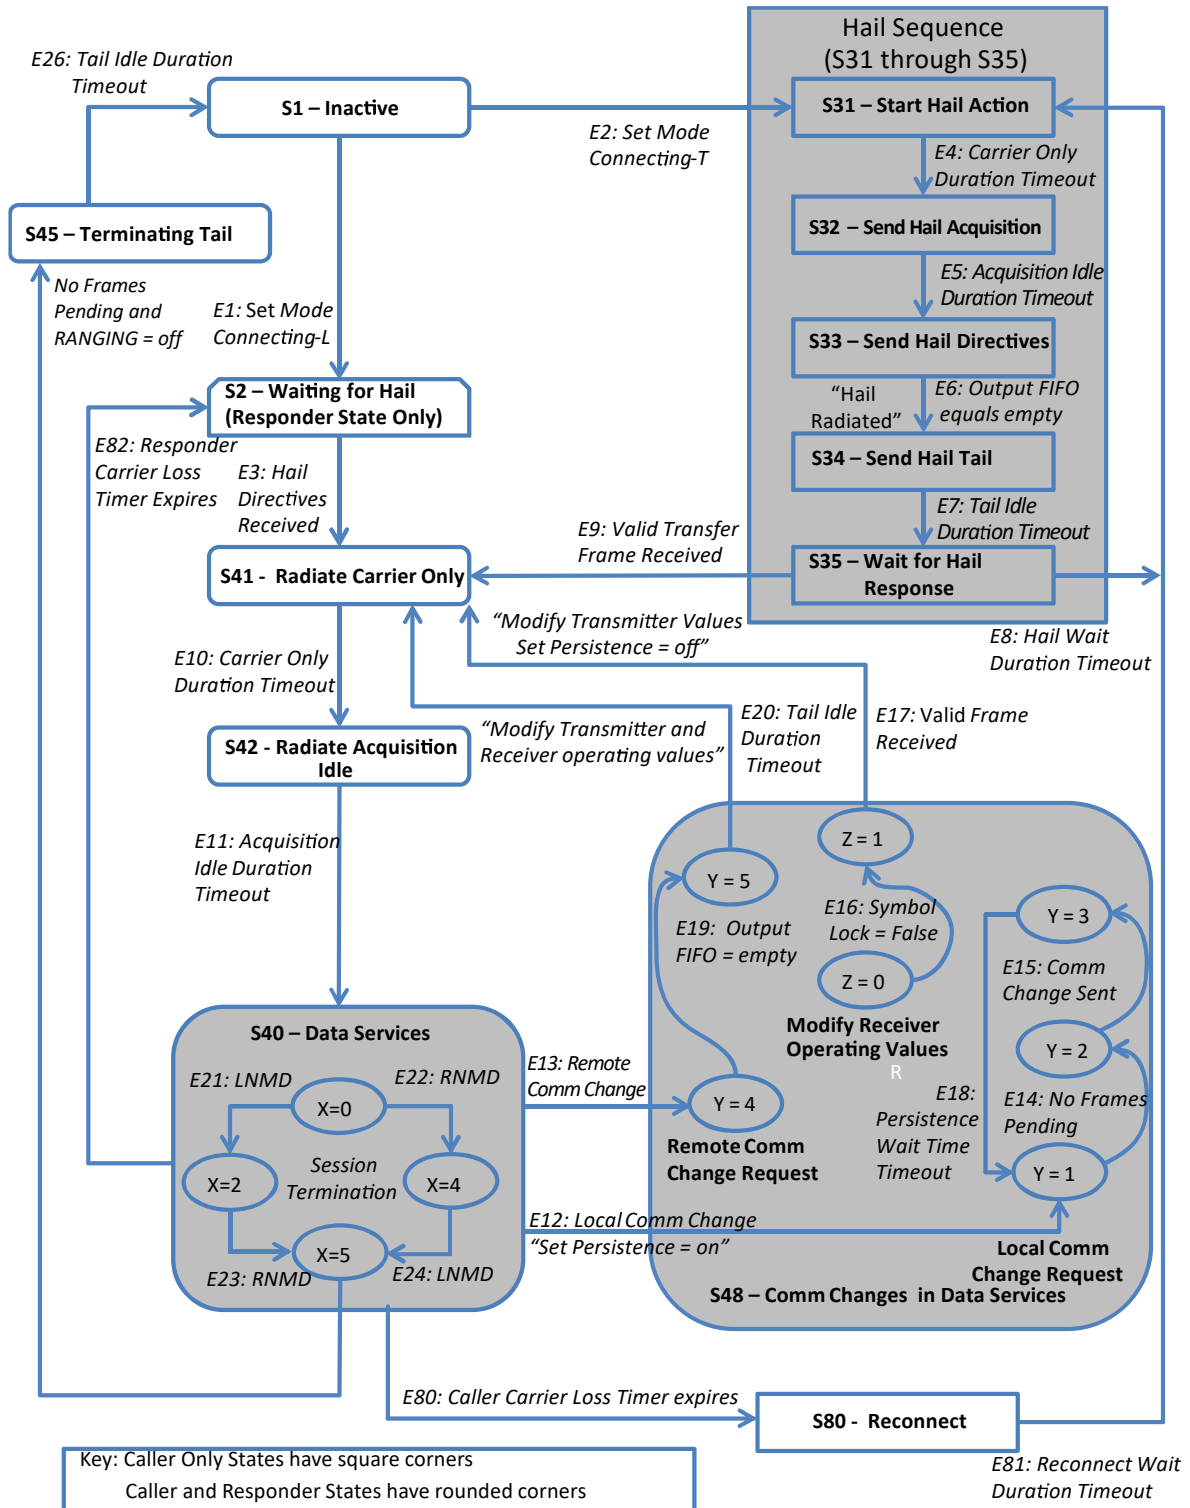 Hail Sequence
(S31 through S35)
E26: Tail Idle Duration
Timeout
S1 – Inactive
S31 – Start Hail Action
E2: Set Mode
Connecting-T
E4: Carrier Only
Duration Timeout
S45 – Terminating Tail
S32 – Send Hail Acquisition
No Frames
Pending and
RANGING = off
E5: Acquisition Idle
Duration Timeout
E1: Set Mode
Connecting-L
S33 – Send Hail Directives
S2 – Waiting for Hail
(Responder State Only)
“Hail
Radiated”
E6: Output FIFO
equals empty
E82: Responder
Carrier Loss
Timer Expires
E3: Hail
Directives
Received
S34 – Send Hail Tail
E7: Tail Idle
Duration Timeout
E9: Valid Transfer
Frame Received
S41 - Radiate Carrier Only
S35 – Wait for Hail
Response
“Modify Transmitter Values
Set Persistence = off”
E8: Hail Wait
Duration Timeout
E10: Carrier Only
Duration Timeout
E20: Tail Idle
Duration
Timeout
E17: Valid Frame
Received
“Modify Transmitter and
Receiver operating values”
S42 - Radiate Acquisition
Idle
E11: Acquisition
Idle Duration
Timeout
Z = 1
Y = 5
E16: Symbol
Lock = False
Y = 3
E19: Output
FIFO = empty
Z = 0
E15: Comm
Change Sent
Modify Receiver
Operating Values
R
Y = 2
S40 – Data Services
E21: LNMD
E22: RNMD
E13: Remote
Comm Change
X=0
Y = 4
E18:
Persistence
Wait Time
Timeout
E14: No Frames
Pending
Remote Comm
Change Request
Session
Termination
X=2
X=4
Y = 1
E12: Local Comm Change
“Set Persistence = on”
X=5
E23: RNMD
E24: LNMD
Local Comm
Change Request
S48 – Comm Changes in Data Services
E80: Caller Carrier Loss Timer expires
S80 - Reconnect
E81: Reconnect Wait
Duration Timeout
Key: Caller Only States have square corners
Caller and Responder States have rounded corners